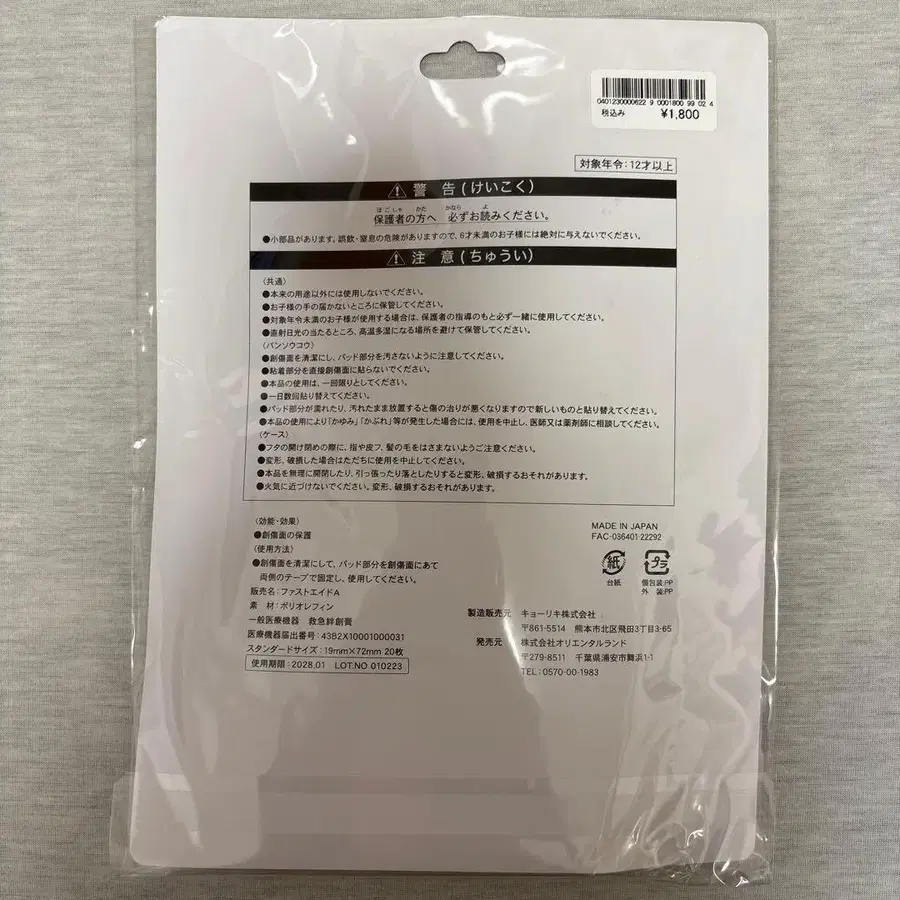 0401230000622 9 0001800 99 02 4
税込み ¥1,800
対象年令:12才以上
警 告(けいこく)
ほごしゃ かた かなら よ
保護者の方へ 必ずお読みください。
●小部品があります。誤飲・窒息の危険がありますので、6才未満のお子様には絶対に与えないでください。
注 意(ちゅうい)
〈共通〉
●本来の用途以外には使用しないでください。
●お子様の手の届かないところに保管してください。
●対象年令未満のお子様が使用する場合は、保護者の指導のもと必ず一緒に使用してください。
●直射日光の当たるところ、高温多湿になる場所を避けて保管してください。
〈バンソウコウ〉
●創傷面を清潔にし、パッド部分を汚さないように注意してください。
●粘着部分を直接創傷面に貼らないでください。
●本品の使用は、一回限りとしてください。
●一日数回貼り替えてください。
●パッド部分が濡れたり、汚れたまま放置すると傷の治りが悪くなりますので新しいものと貼り替えてください。
●本品の使用により「かゆみ」「かぶれ」等が発生した場合には、使用を中止し、医師又は薬剤師に相談してください。
〈ケース〉
●フタの開け閉めの際に、指や皮フ、髪の毛をはさまないようご注意ください。
●変形、破損した場合はただちに使用を中止してください。
●本品を無理に開閉したり、引っ張ったり落としたりすると変形、破損するおそれがあります。
●火気に近づけないでください。変形、破損するおそれがあります。
〈効能・効果〉
●創傷面の保護
〈使用方法〉
●創傷面を清潔にして、パッド部分を創傷面にあて
両側のテープで固定し、使用してください。
販売名:ファストエイドA
素 材:ポリオレフィン
一般医療機器 救急絆創膏
医療機器届出番号:43B2X10001000031
スタンダードサイズ:19mm×72mm 20枚
使用期限:2028.01 LOT.NO 010223
MADE IN JAPAN
FAC-036401-22292
紙 プラ
台紙 個包装:PP
外 装:PP
製造販売元 キョーリキ株式会社
〒861-5514 熊本市北区飛田3丁目3-65
発売元 株式会社オリエンタルランド
〒279-8511 千葉県浦安市舞浜1-1
TEL:0570-00-1983